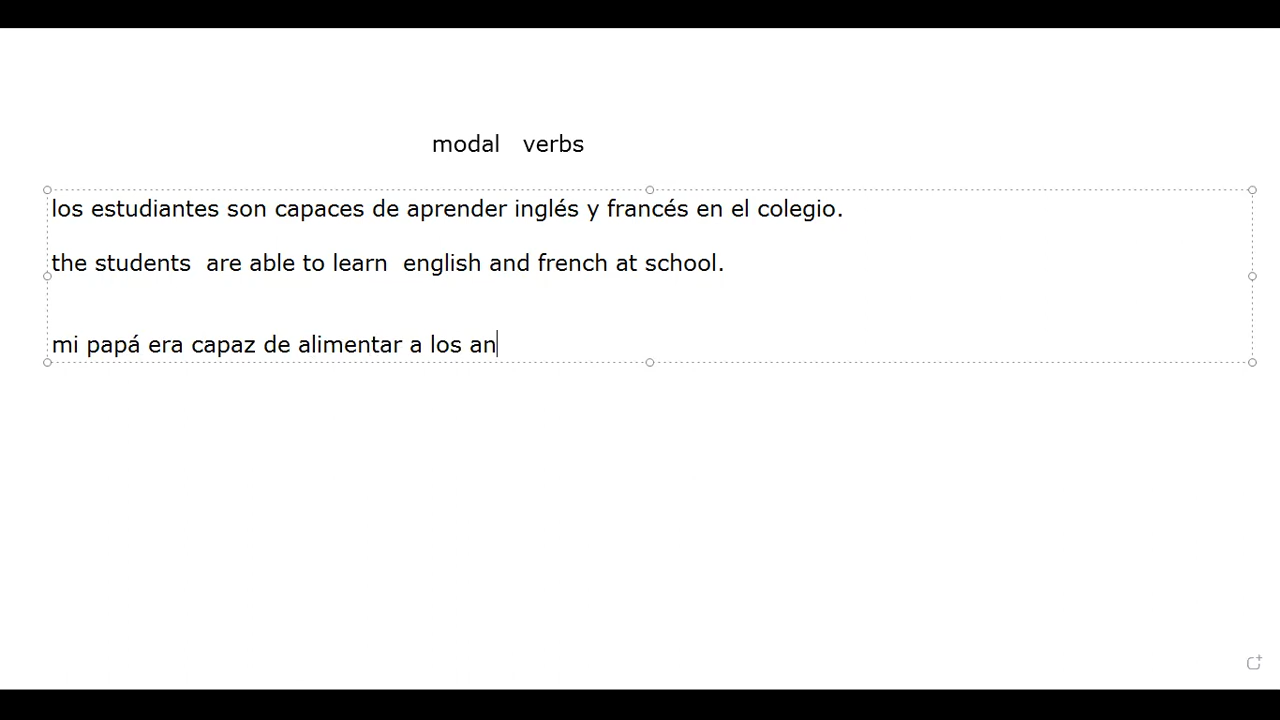 modal verbs
los estudiantes son capaces de aprender inglés y francés en el colegio.
the students are able to learn english and french at school.
mi papá era capaz de alimentar a los an